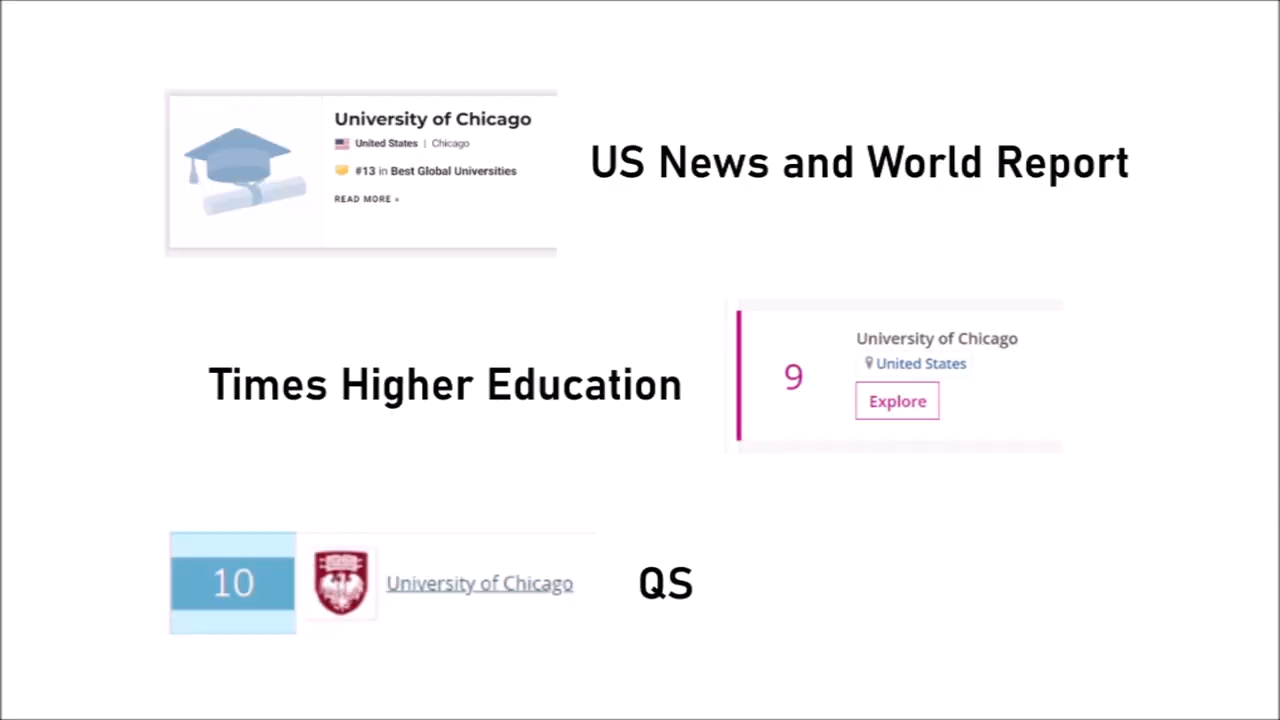 University of Chicago
United States | Chicago
#13 in Best Global Universities
READ MORE »
US News and World Report
Times Higher Education
9
University of Chicago
United States
Explore
10
University of Chicago
QS